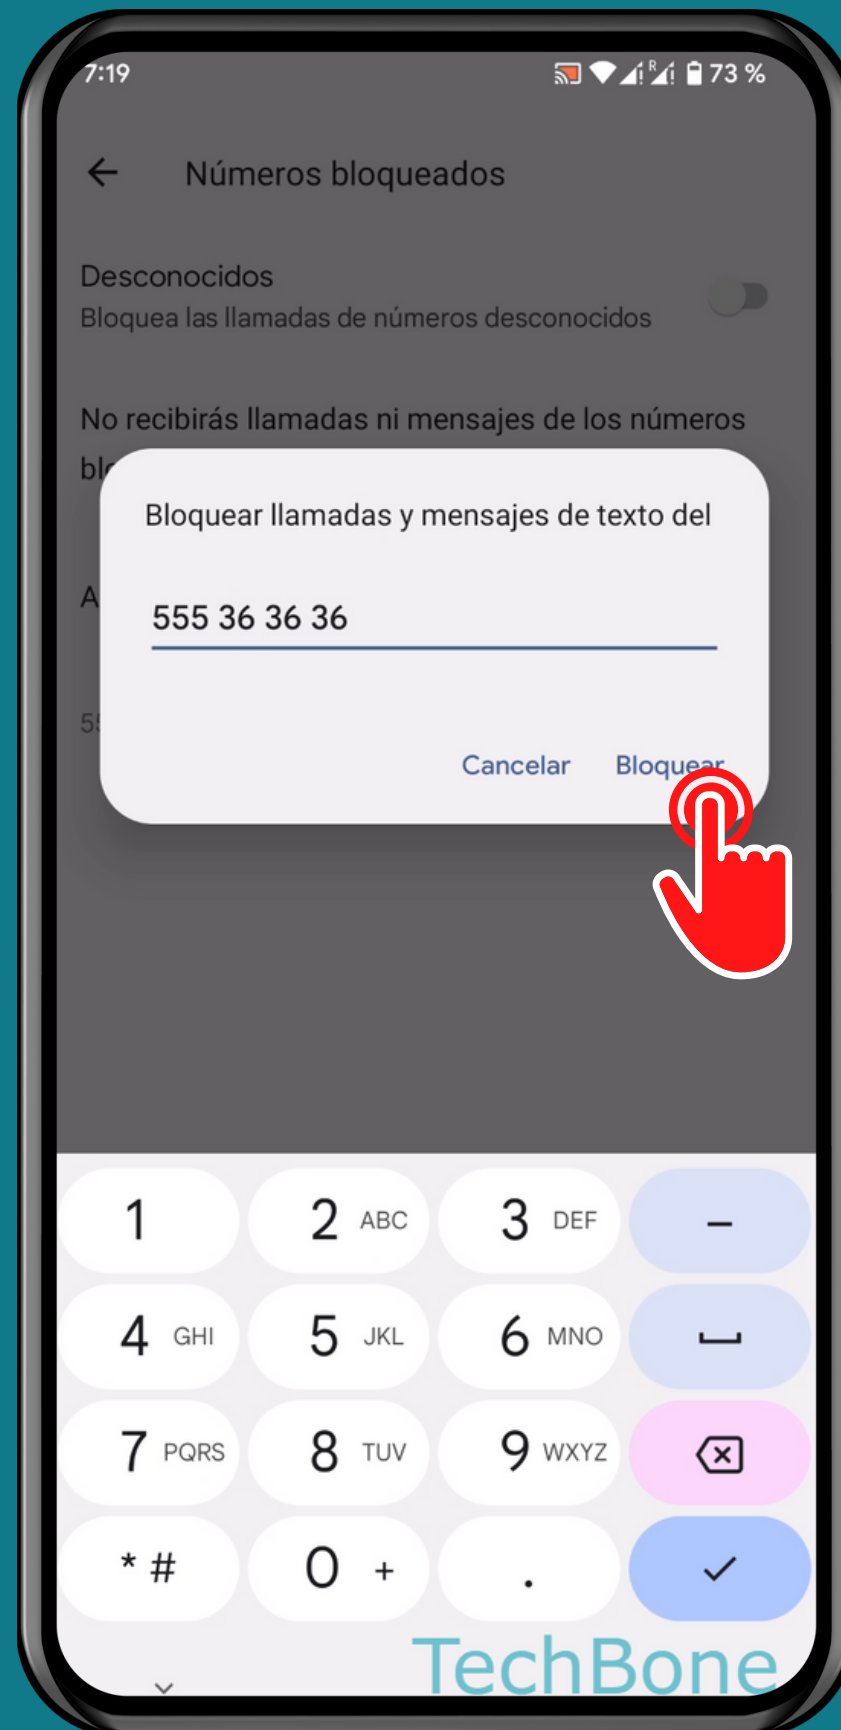 7:19 R 73 %
Números bloqueados
Desconocidos
Bloquea las llamadas de números desconocidos
No recibirás llamadas ni mensajes de los números
Bloquear llamadas y mensajes de texto del
555 36 36 36
Cancelar Bloquear
1 2 ABC 3 DEF –
4 GHI 5 JKL 6 MNO
7 PQRS 8 TUV 9 WXYZ
* # 0 + .
TechBone